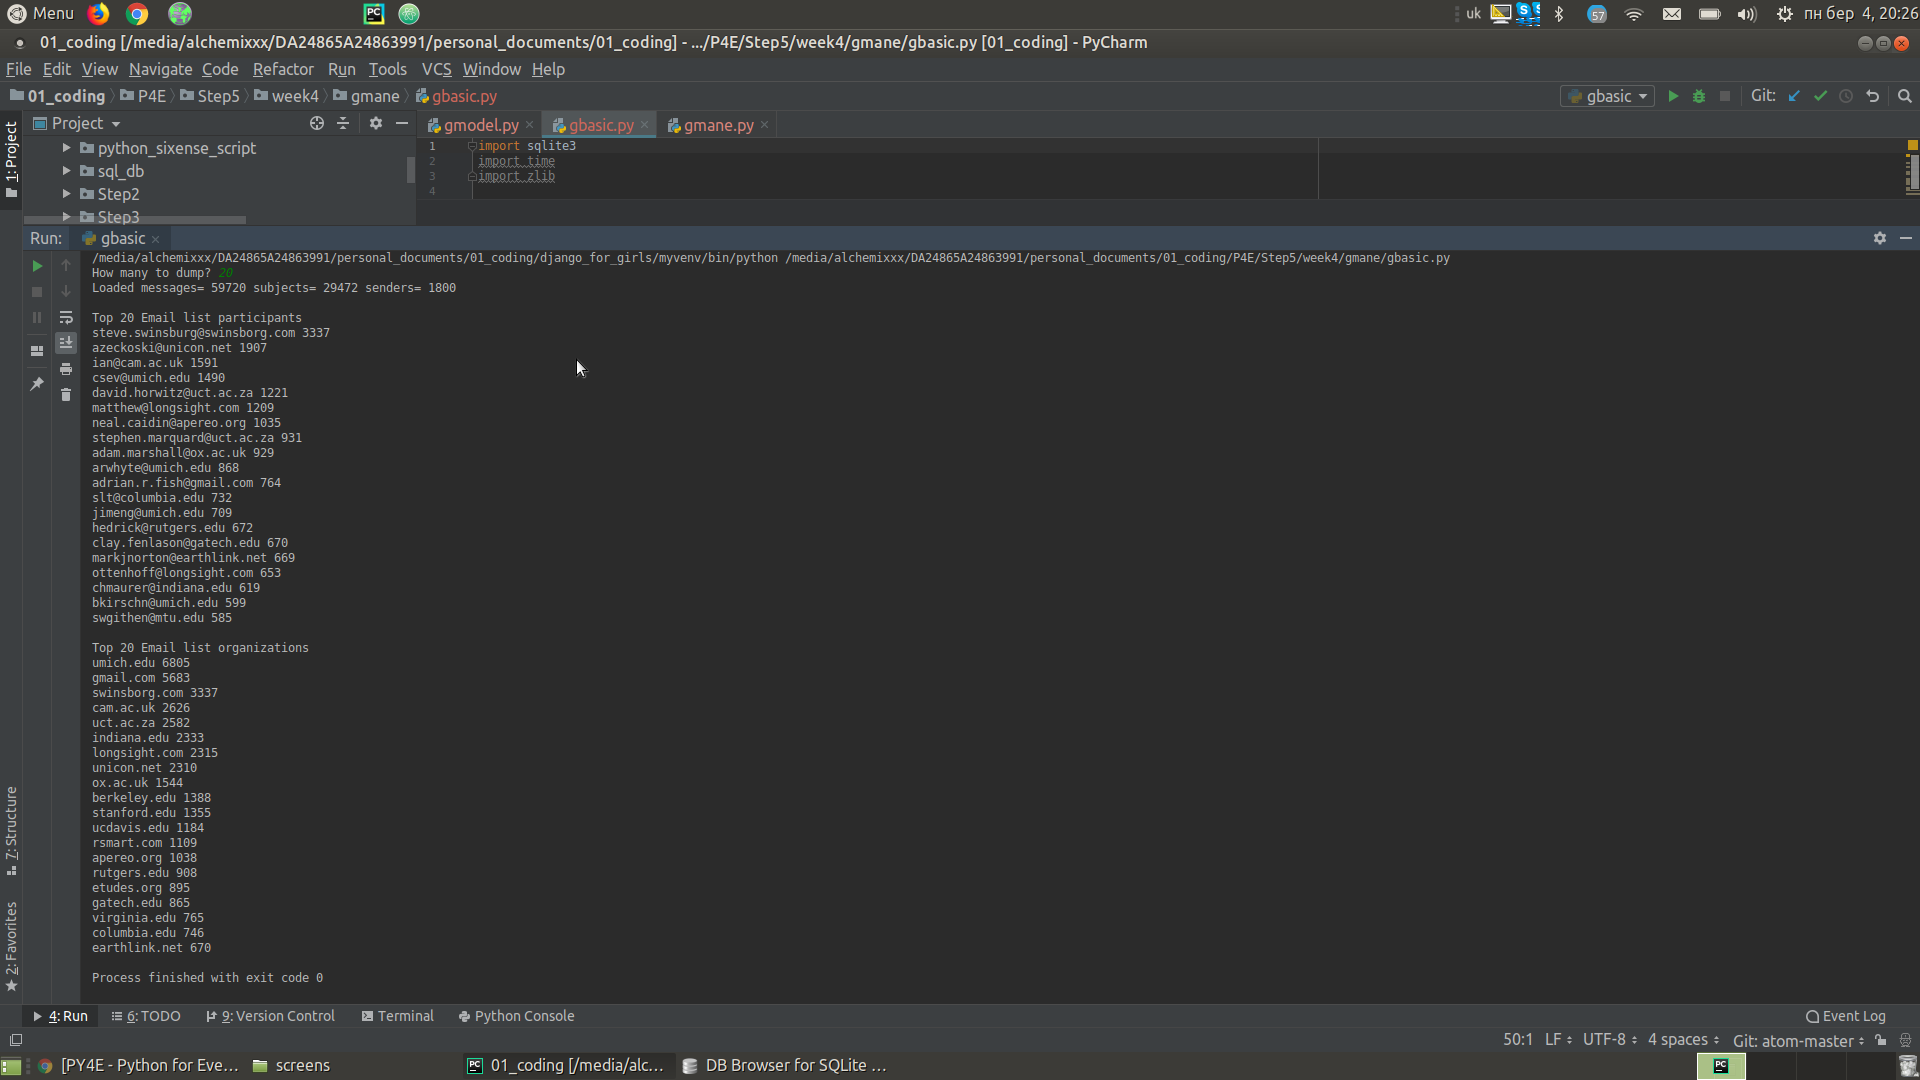 Menu
uk
57
пн бер 4, 20:26
01_coding [/media/alchemixxx/DA24865A24863991/personal_documents/01_coding] - .../P4E/Step5/week4/gmane/gbasic.py [01_coding] - PyCharm
File Edit View Navigate Code Refactor Run Tools VCS Window Help
01_coding P4E Step5 week4 gmane gbasic.py
gbasic
Git:
1: Project
Project
gmodel.py gbasic.py gmane.py
python_sixense_script
sql_db
Step2
Step3
1 import sqlite3
2 import time
3 import zlib
4
Run: gbasic
/media/alchemixxx/DA24865A24863991/personal_documents/01_coding/django_for_girls/myvenv/bin/python /media/alchemixxx/DA24865A24863991/personal_documents/01_coding/P4E/Step5/week4/gmane/gbasic.py
How many to dump? 20
Loaded messages= 59720 subjects= 29472 senders= 1800
Top 20 Email list participants
steve.swinsburg@swinsborg.com 3337
azeckoski@unicon.net 1907
ian@cam.ac.uk 1591
csev@umich.edu 1490
david.horwitz@uct.ac.za 1221
matthew@longsight.com 1209
neal.caidin@apereo.org 1035
stephen.marquard@uct.ac.za 931
adam.marshall@ox.ac.uk 929
arwhyte@umich.edu 868
adrian.r.fish@gmail.com 764
slt@columbia.edu 732
jimeng@umich.edu 709
hedrick@rutgers.edu 672
clay.fenlason@gatech.edu 670
markjnorton@earthlink.net 669
ottenhoff@longsight.com 653
chmaurer@indiana.edu 619
bkirschn@umich.edu 599
swgithen@mtu.edu 585
Top 20 Email list organizations
umich.edu 6805
gmail.com 5683
swinsborg.com 3337
cam.ac.uk 2626
uct.ac.za 2582
indiana.edu 2333
longsight.com 2315
unicon.net 2310
ox.ac.uk 1544
berkeley.edu 1388
stanford.edu 1355
ucdavis.edu 1184
rsmart.com 1109
apereo.org 1038
rutgers.edu 908
etudes.org 895
gatech.edu 865
virginia.edu 765
columbia.edu 746
earthlink.net 670
Process finished with exit code 0
7: Structure
2: Favorites
4: Run 6: TODO 9: Version Control Terminal Python Console Event Log
50:1 LF UTF-8 4 spaces Git: atom-master
[PY4E - Python for Eve... screens 01_coding [/media/alc... DB Browser for SQLite ...